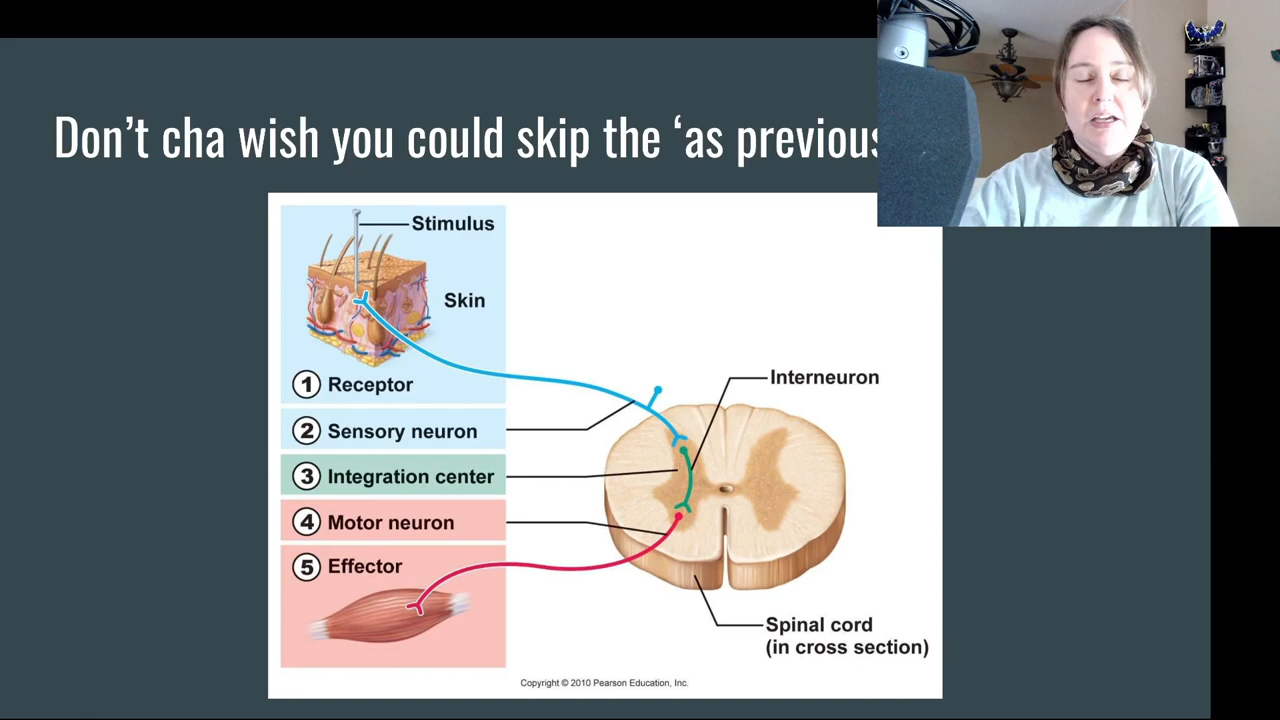 Don't cha wish you could skip the ‘as previous
Stimulus
Skin
1 Receptor
2 Sensory neuron
3 Integration center
4 Motor neuron
5 Effector
Interneuron
Spinal cord
(in cross section)
Copyright © 2010 Pearson Education, Inc.